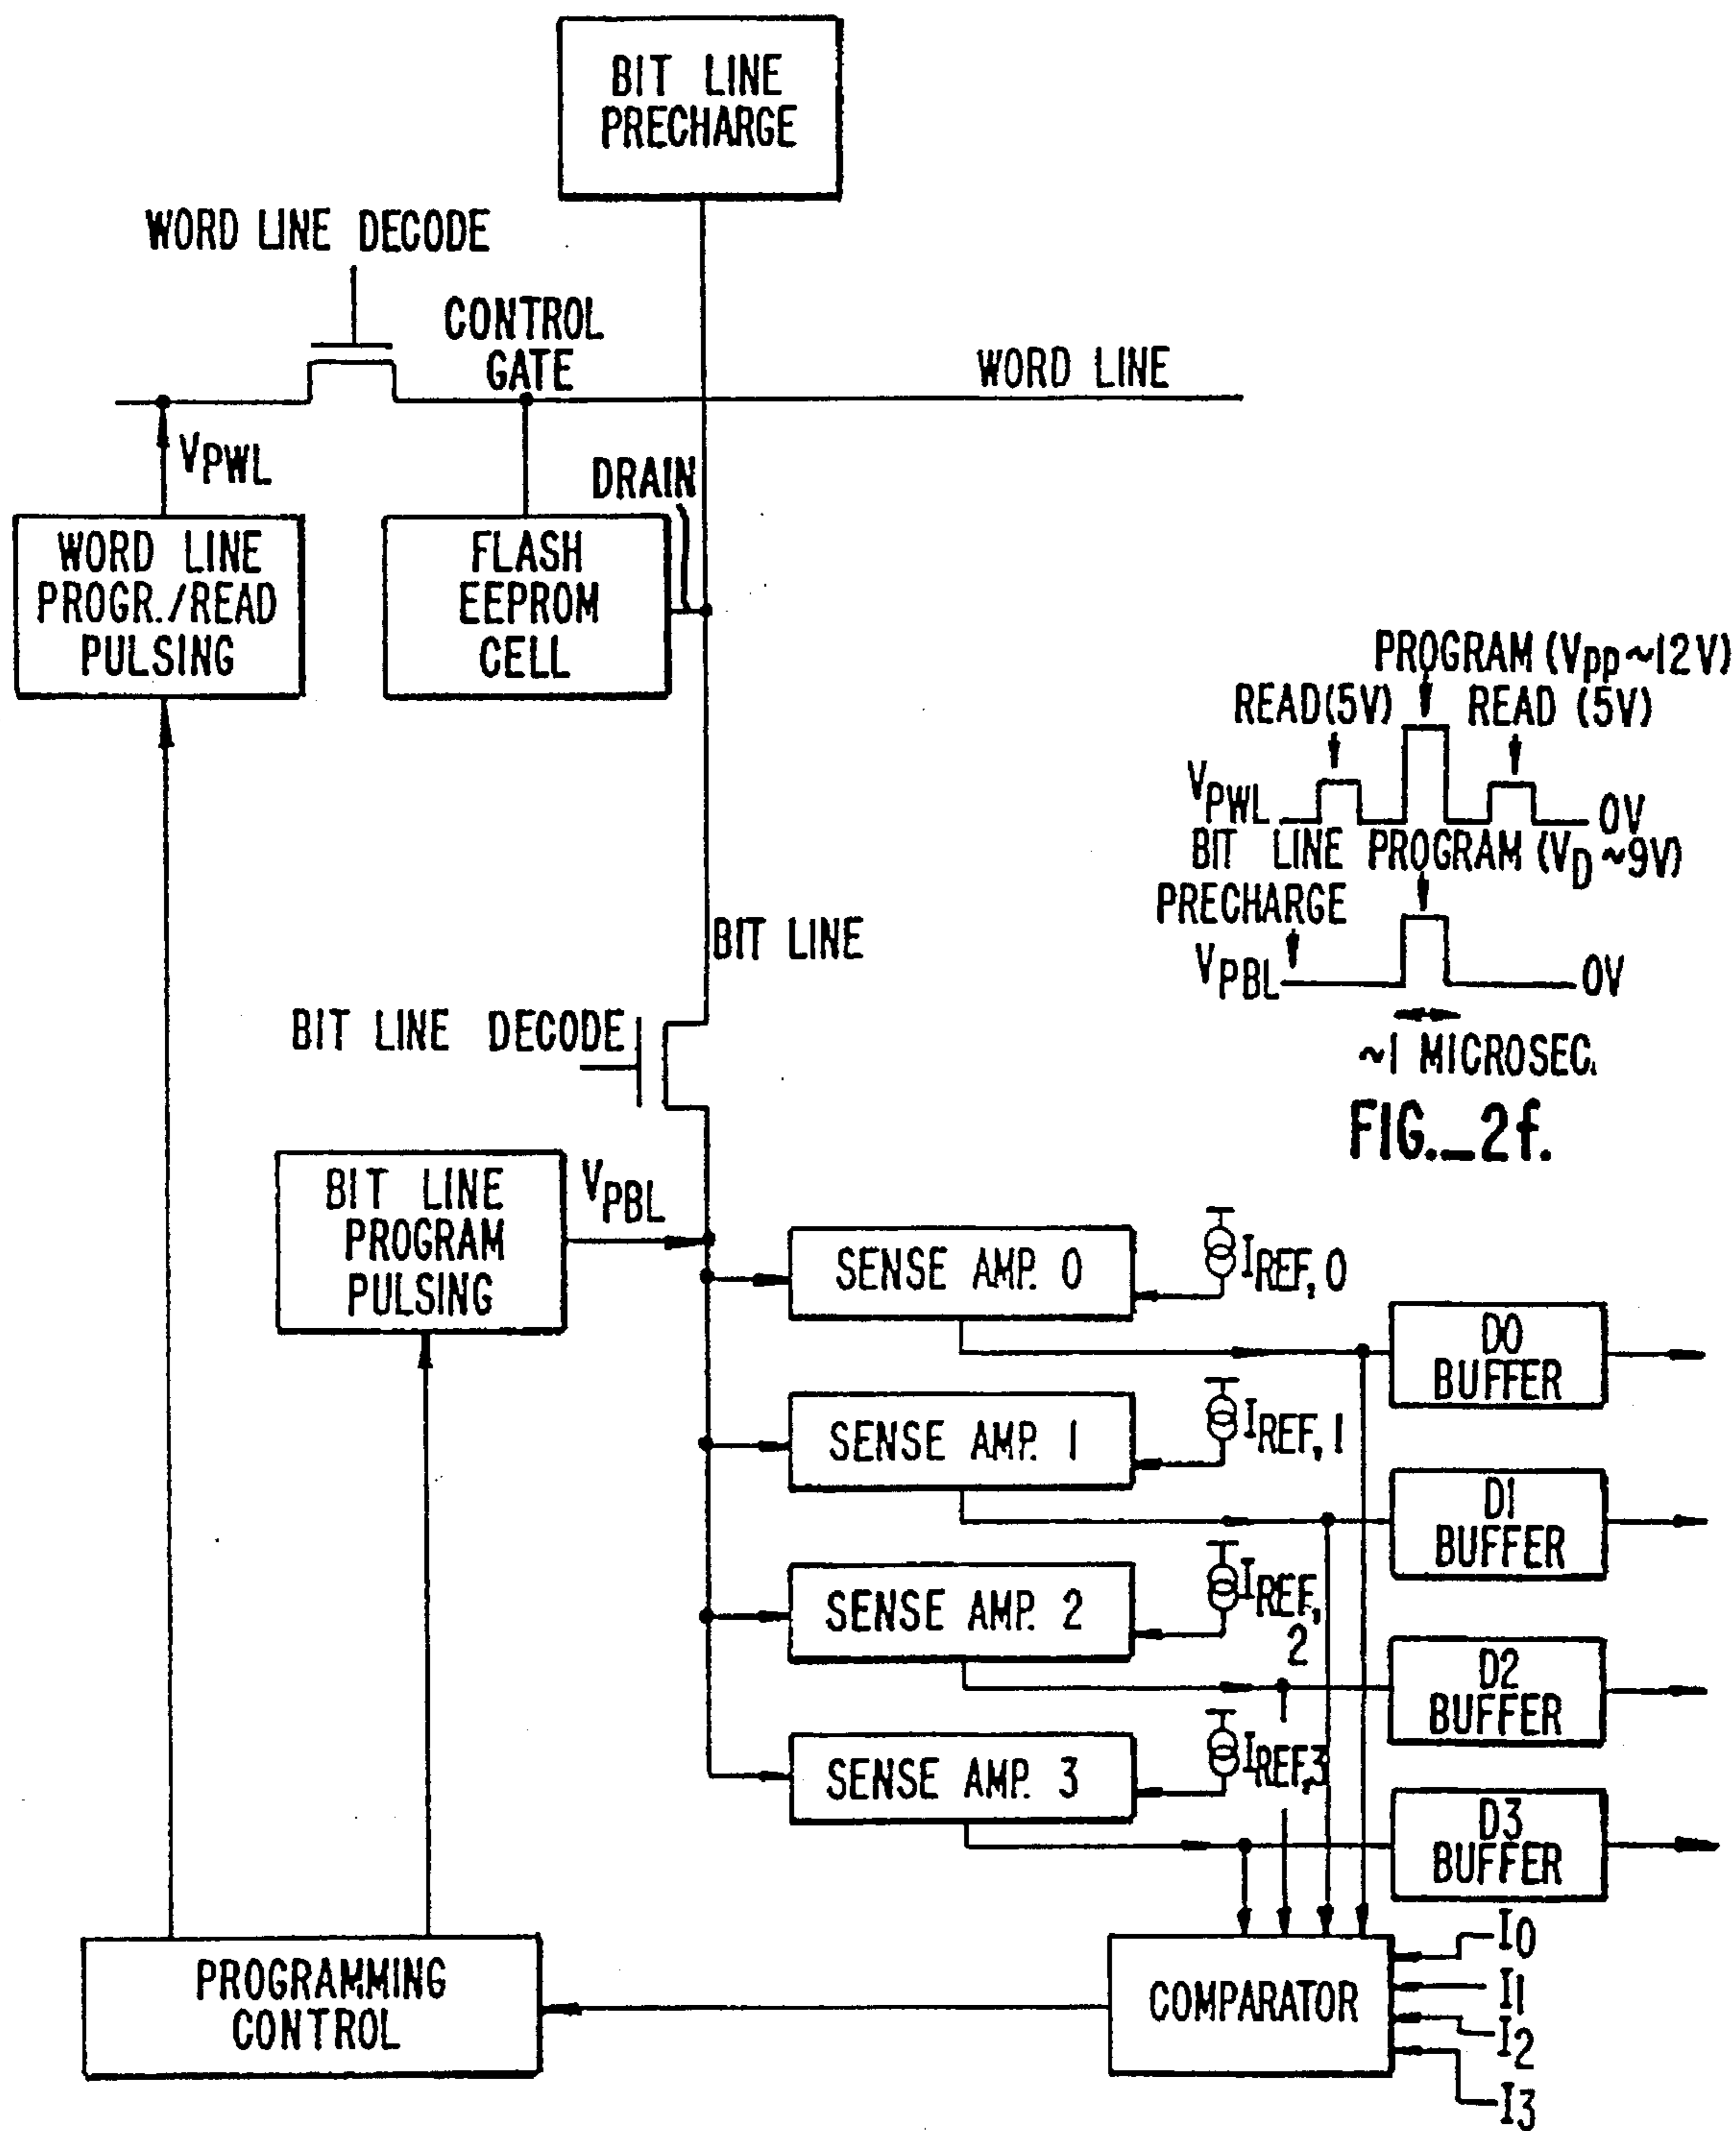 BIT LINE
PRECHARGE
WORD LINE DECODE
CONTROL
GATE
WORD LINE
VPWL
DRAIN
WORD LINE
PROGR./READ
PULSING
FLASH
EEPROM
CELL
PROGRAM (Vpp~12V)
READ(5V) READ (5V)
VPWL 0V
BIT LINE PROGRAM (VD~9V)
PRECHARGE
VPBL 0V
~1 MICROSEC.
FIG._2f.
BIT LINE
BIT LINE DECODE
BIT LINE
PROGRAM
PULSING
VPBL
SENSE AMP. 0
IREF,0
D0
BUFFER
SENSE AMP. 1
IREF,1
D1
BUFFER
SENSE AMP. 2
IREF,
2
D2
BUFFER
SENSE AMP. 3
IREF,3
D3
BUFFER
PROGRAMMING
CONTROL
COMPARATOR
I0
I1
I2
I3